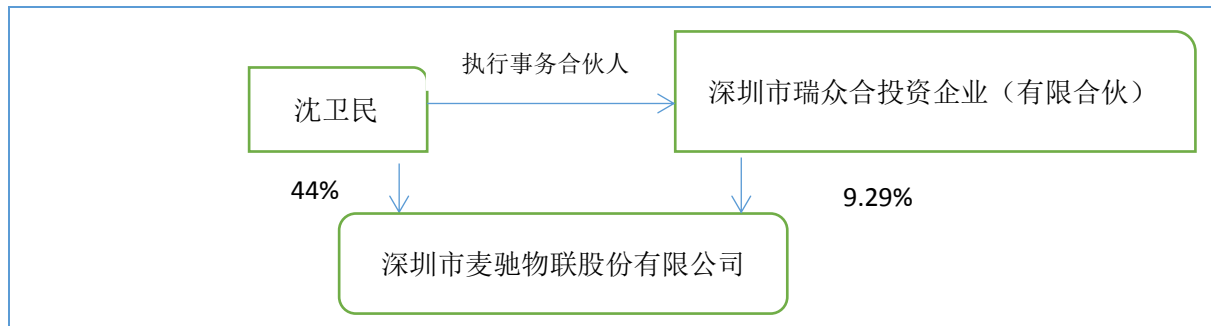 执行事务合伙人
沈卫民
深圳市瑞众合投资企业（有限合伙）
44%
9.29%
深圳市麦驰物联股份有限公司